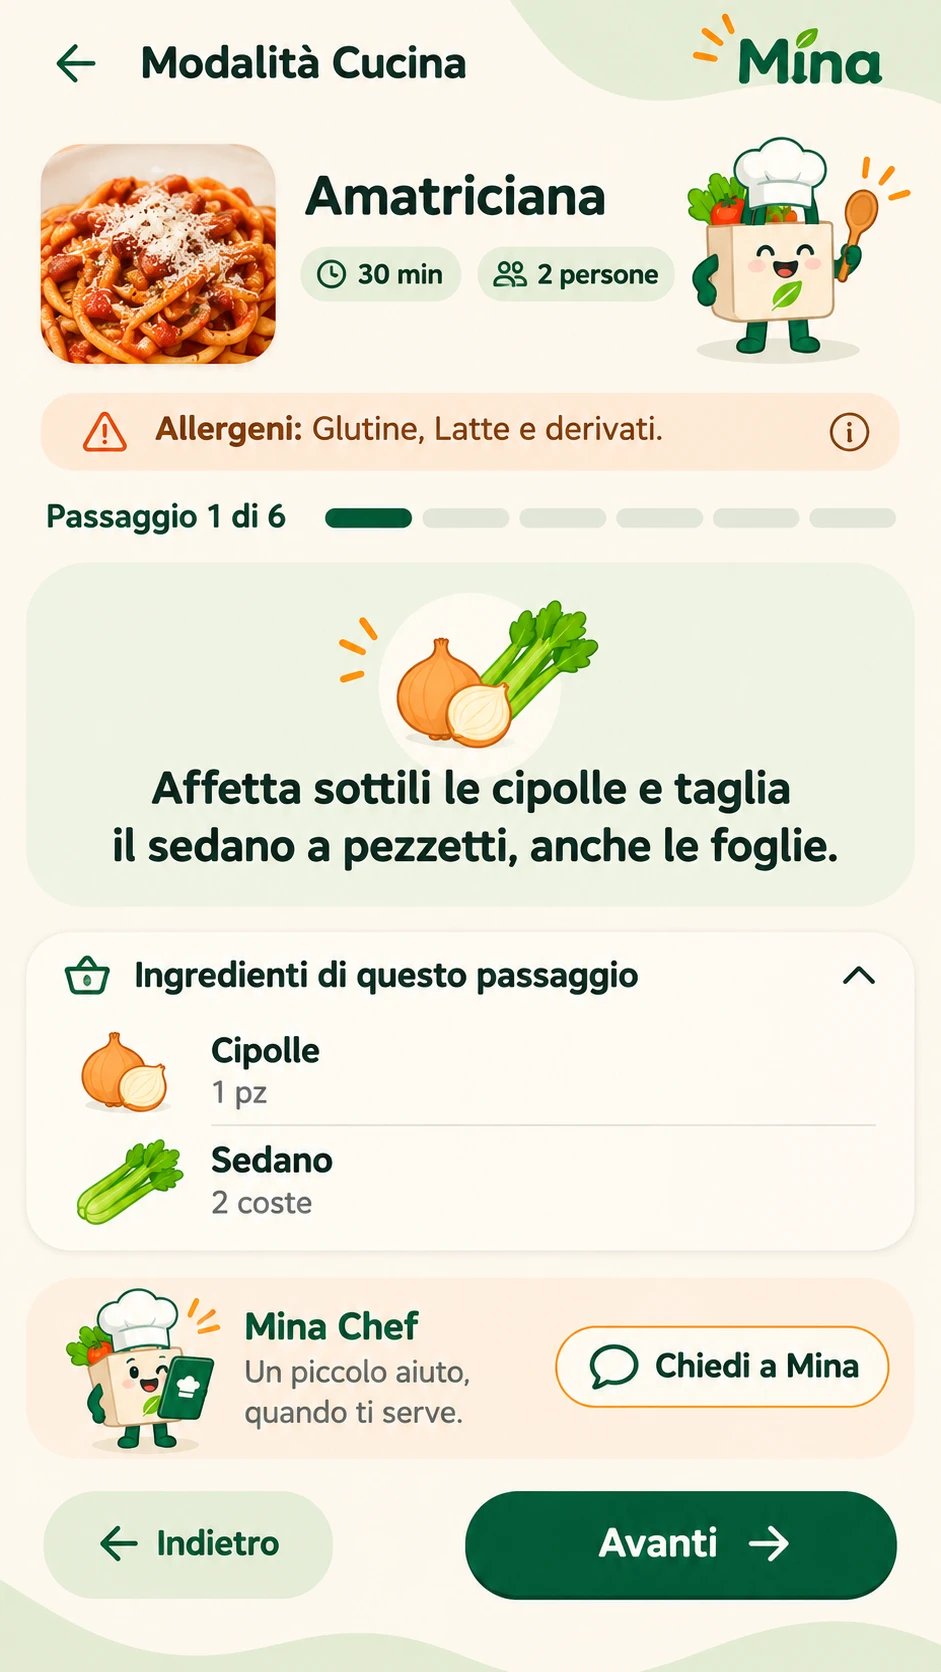 Modalità Cucina
Mina
Amatriciana
30 min
2 persone
Allergeni: Glutine, Latte e derivati.
Passaggio 1 di 6
Affetta sottili le cipolle e taglia
il sedano a pezzetti, anche le foglie.
Ingredienti di questo passaggio
Cipolle
1 pz
Sedano
2 coste
Mina Chef
Un piccolo aiuto,
quando ti serve.
Chiedi a Mina
Indietro
Avanti